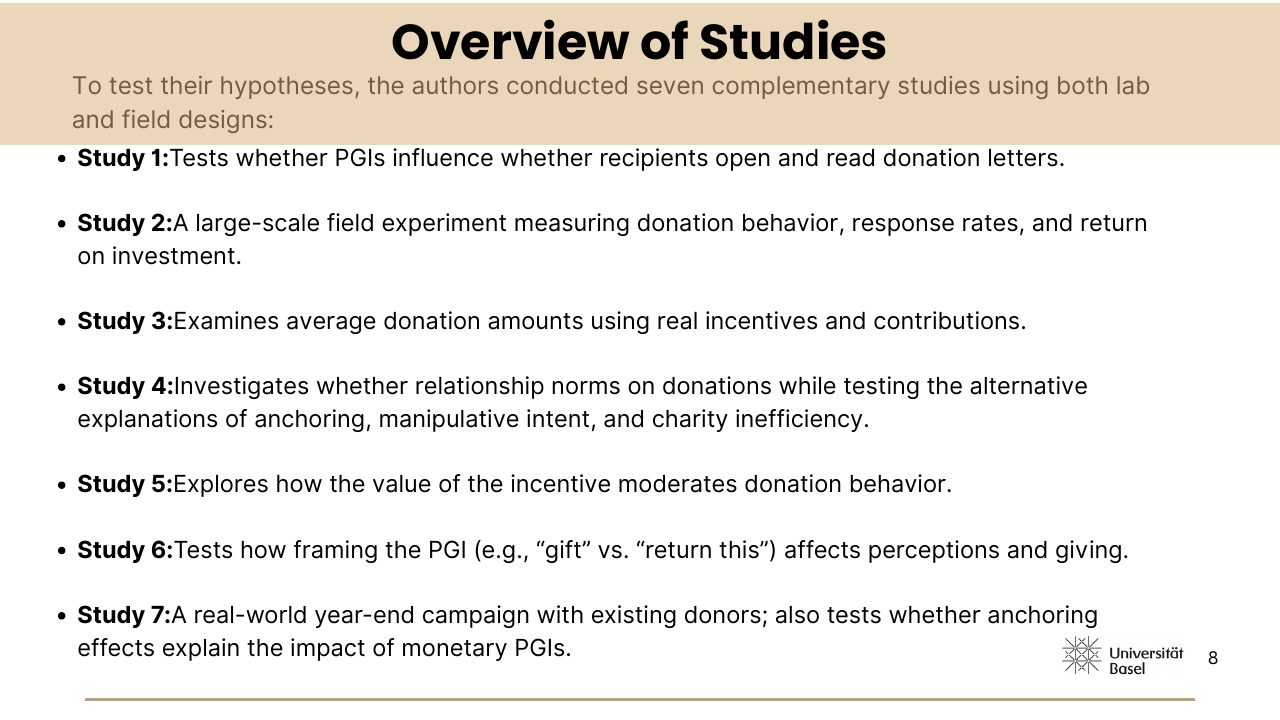 Overview of Studies
To test their hypotheses, the authors conducted seven complementary studies using both lab
and field designs:
• Study 1:Tests whether PGIs influence whether recipients open and read donation letters.
• Study 2:A large-scale field experiment measuring donation behavior, response rates, and return
on investment.
• Study 3:Examines average donation amounts using real incentives and contributions.
• Study 4:Investigates whether relationship norms on donations while testing the alternative
explanations of anchoring, manipulative intent, and charity inefficiency.
• Study 5:Explores how the value of the incentive moderates donation behavior.
• Study 6:Tests how framing the PGI (e.g., “gift” vs. “return this”) affects perceptions and giving.
• Study 7:A real-world year-end campaign with existing donors; also tests whether anchoring
effects explain the impact of monetary PGIs.
Universität
Basel
8